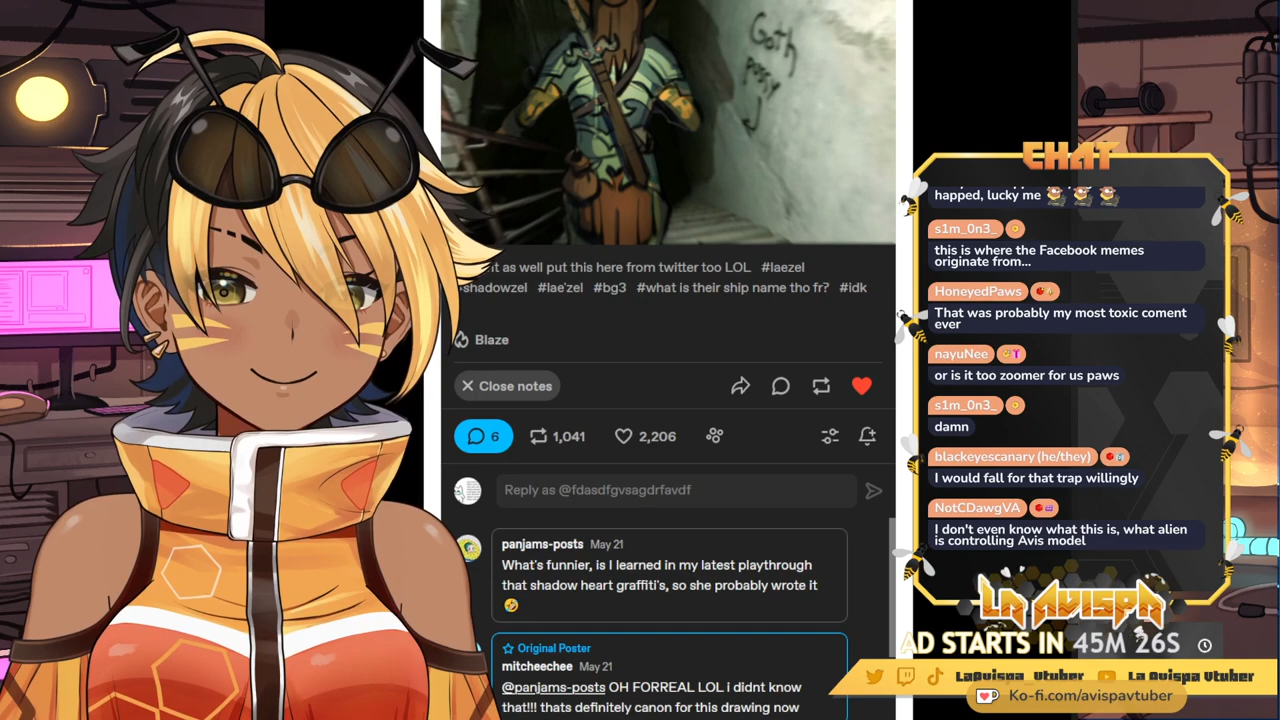 Goth
pussy
it as well put this here from twitter too LOL #laezel
shadowzel #lae'zel #bg3 #what is their ship name tho fr? #idk
Blaze
Close notes
6
1,041
2,206
Reply as @fdasdfgvsagdrfavdf
panjams-posts May 21
What's funnier, is I learned in my latest playthrough
that shadow heart graffiti's, so she probably wrote it
Original Poster
mitcheechee May 21
@panjams-posts OH FORREAL LOL i didnt know
that!!! thats definitely canon for this drawing now
CHAT
happed, lucky me
s1m_0n3_
this is where the Facebook memes
originate from...
HoneyedPaws
That was probably my most toxic coment
ever
nayuNee
or is it too zoomer for us paws
s1m_0n3_
damn
blackeyescanary (he/they)
I would fall for that trap willingly
NotCDawgVA
I don't even know what this is, what alien
is controlling Avis model
LA AVISPA
AD STARTS IN 45M 26S
LaAvispa_Vtuber
La Avispa Vtuber
Ko-fi.com/avispavtuber